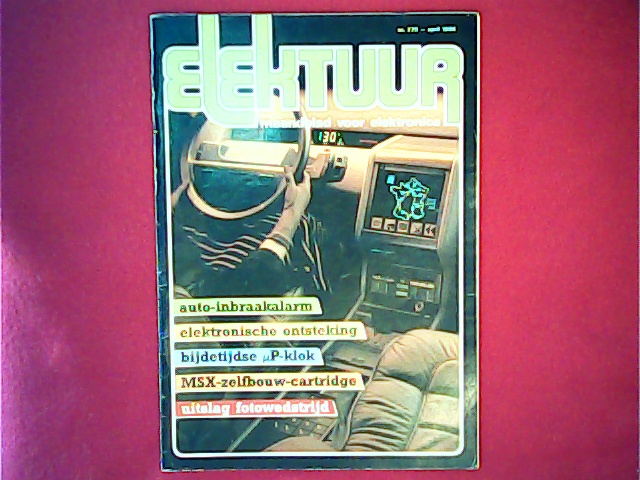 ELEKTUUR
maandblad voor elektronica
130
auto-inbraakalarm
elektronische ontsteking
bijdetijdse µP-klok
MSX-zelfbouw-cartridge
uitslag fotowedstrijd